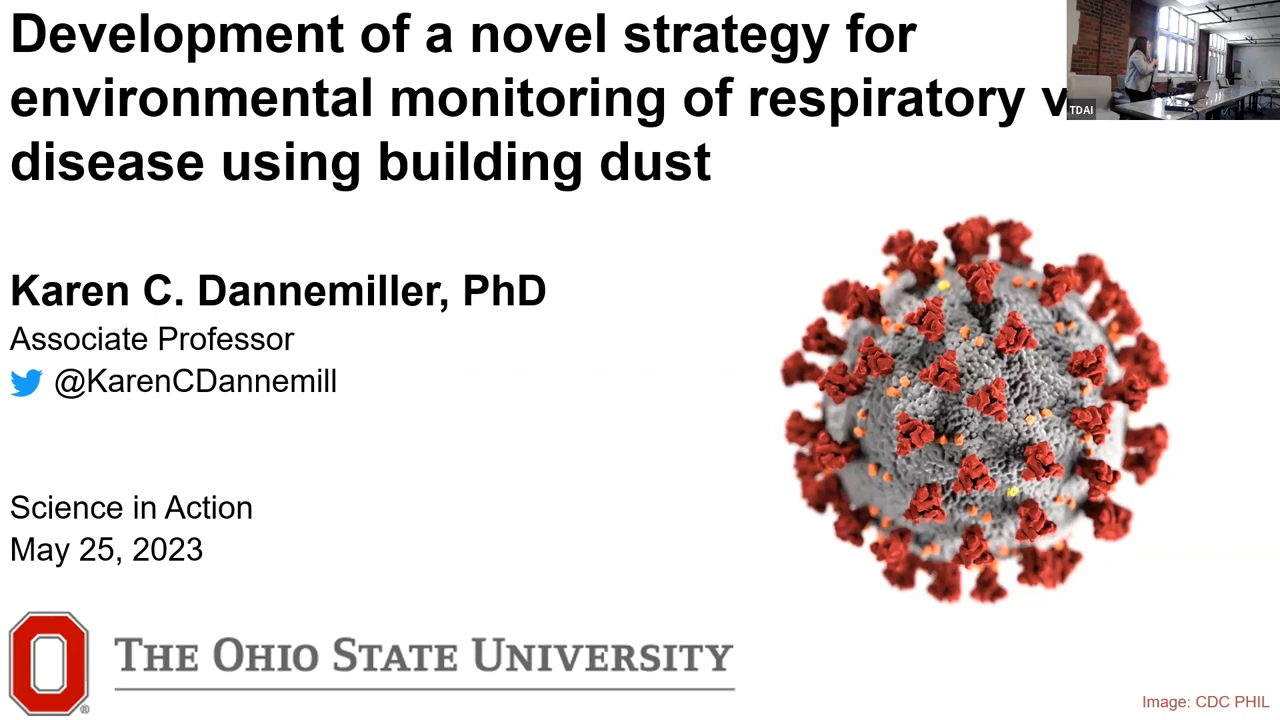 Development of a novel strategy for
environmental monitoring of respiratory
disease using building dust
TDAI
Karen C. Dannemiller, PhD
Associate Professor
@KarenCDannemill
Science in Action
May 25, 2023
THE OHIO STATE UNIVERSITY
Image: CDC PHIL